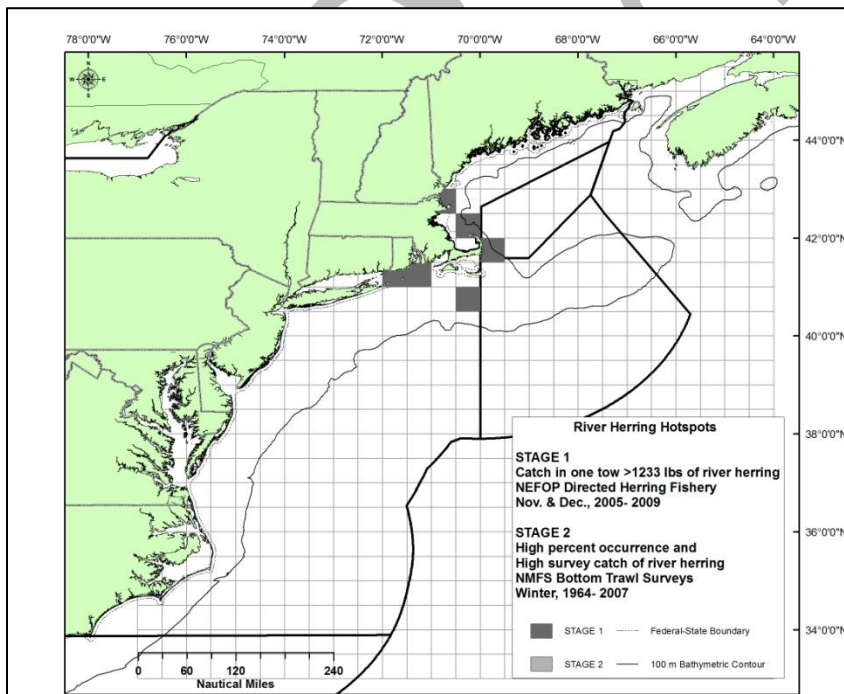 78°0'0"W 76°0'0"W 74°0'0"W 72°0'0"W 70°0'0"W 68°0'0"W 66°0'0"W 64°0'0"W
N
W E
S
44°0'0"N
42°0'0"N
40°0'0"N
38°0'0"N
36°0'0"N
34°0'0"N
River Herring Hotspots
STAGE 1
Catch in one tow >1233 lbs of river herring
NEFOP Directed Herring Fishery
Nov. & Dec., 2005- 2009
STAGE 2
High percent occurrence and
High survey catch of river herring
NMFS Bottom Trawl Surveys
Winter, 1964- 2007
STAGE 1 Federal-State Boundary
STAGE 2 100 m Bathymetric Contour
0 60 120 180 240
Nautical Miles